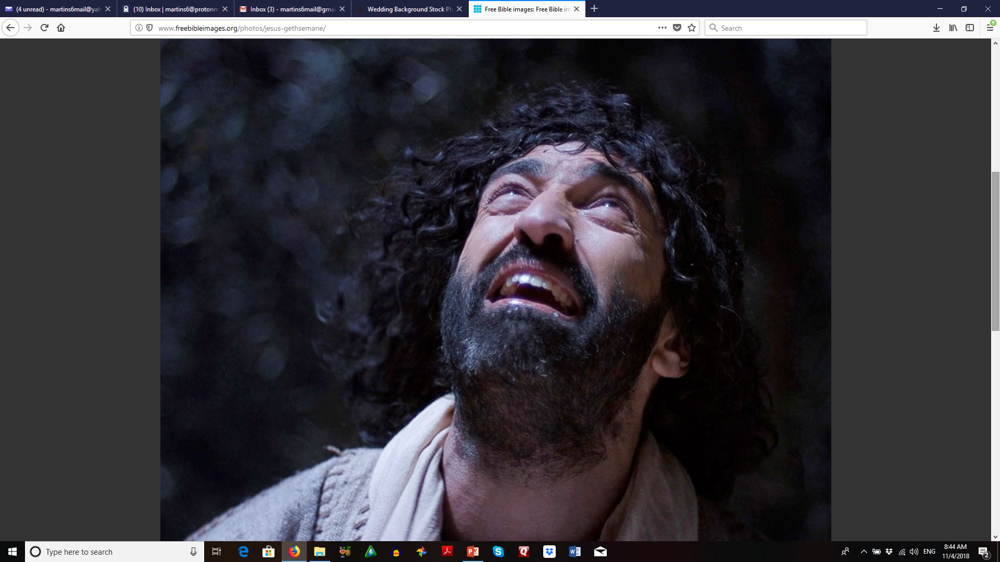 (4 unread) - martins6mail@yah
(10) Inbox | martins6@protonm
Inbox (3) - martins6mail@gmai
Wedding Background Stock Ph
Free Bible images: Free Bible im
www.freebibleimages.org/photos/jesus-gethsemane/
Search
Type here to search
ENG
8:44 AM
11/4/2018
2